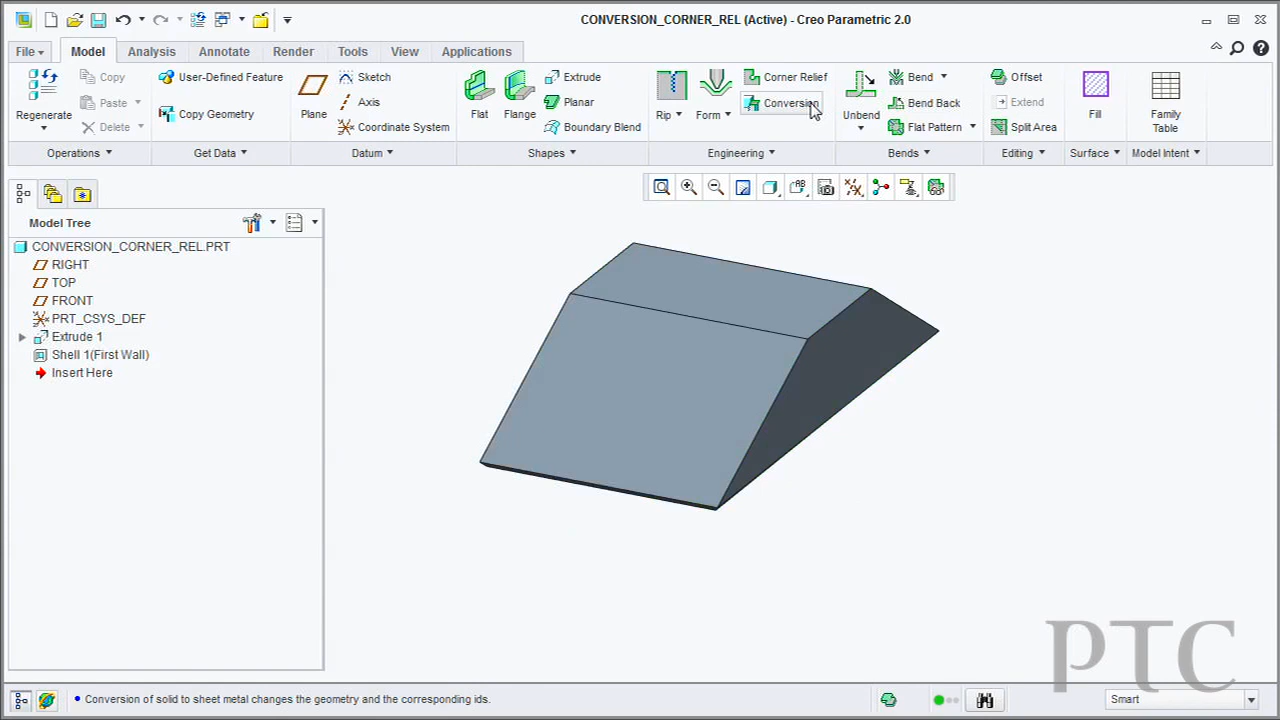 CONVERSION_CORNER_REL (Active) - Creo Parametric 2.0
File Model Analysis Annotate Render Tools View Applications
Regenerate
Copy
Paste
Delete
Operations
User-Defined Feature
Copy Geometry
Get Data
Plane
Sketch
Axis
Coordinate System
Datum
Flat
Flange
Extrude
Planar
Boundary Blend
Shapes
Rip
Form
Corner Relief
Conversion
Engineering
Unbend
Bend
Bend Back
Flat Pattern
Bends
Offset
Extend
Split Area
Editing
Fill
Surface
Family
Table
Model Intent
Model Tree
CONVERSION_CORNER_REL.PRT
RIGHT
TOP
FRONT
PRT_CSYS_DEF
Extrude 1
Shell 1(First Wall)
Insert Here
PTC
Conversion of solid to sheet metal changes the geometry and the corresponding ids.
Smart